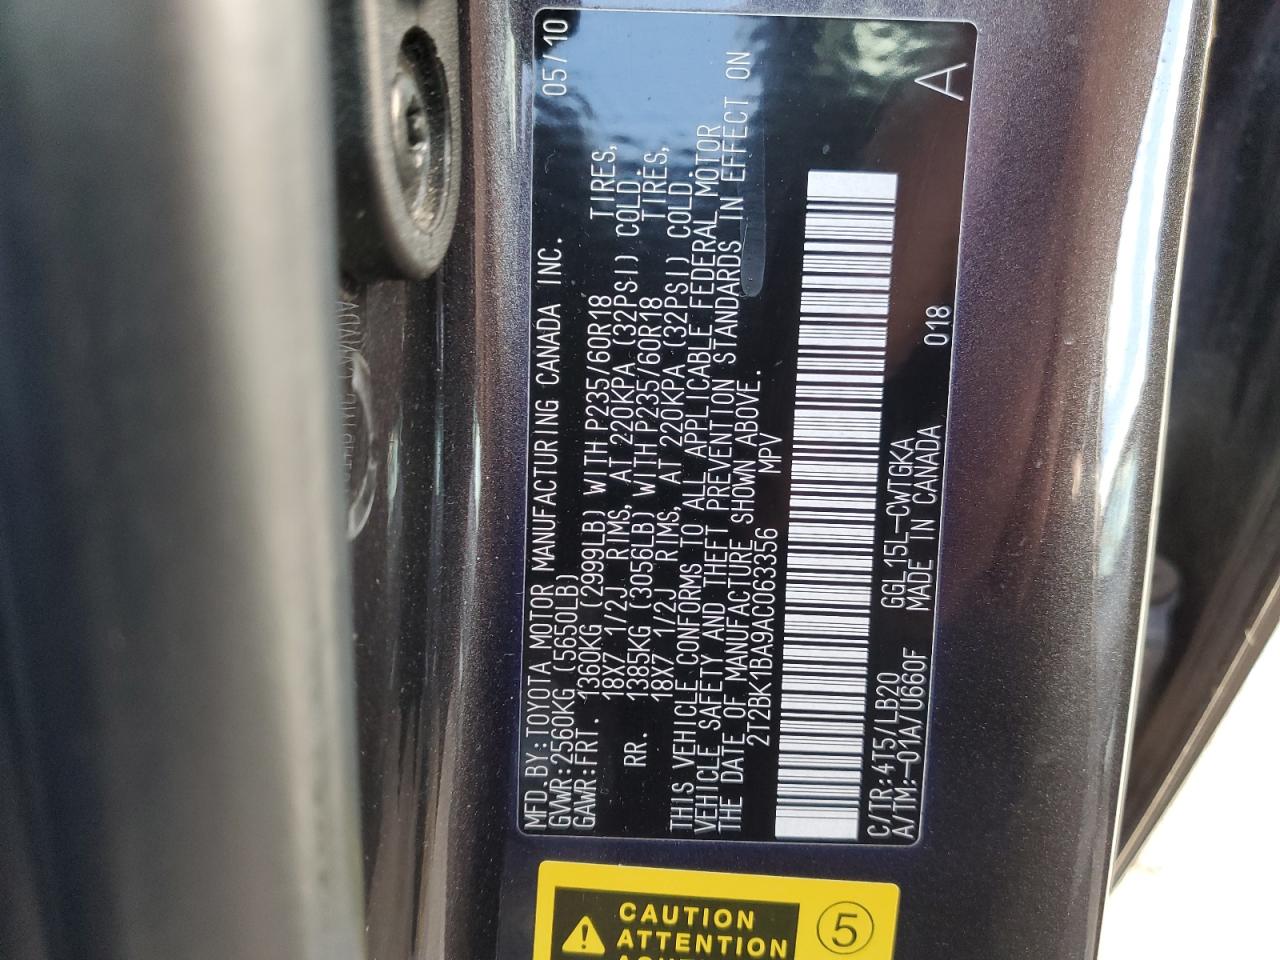 MFD.BY:TOYOTA MOTOR MANUFACTURING CANADA INC. 05/10
GVWR:2560KG (5650LB)
GAWR:FRT. 1360KG (2999LB) WITH P235/60R18 TIRES,
18X7 1/2J RIMS, AT 220KPA (32PSI) COLD.
RR. 1385KG (3056LB) WITH P235/60R18 TIRES,
18X7 1/2J RIMS, AT 220KPA (32PSI) COLD.
THIS VEHICLE CONFORMS TO ALL APPLICABLE FEDERAL MOTOR
VEHICLE SAFETY AND THEFT PREVENTION STANDARDS IN EFFECT ON
THE DATE OF MANUFACTURE SHOWN ABOVE.
2T2BK1BA9AC063356 MPV
C/TR:4T5/LB20 GGL15L-CWTGKA
A/TM:-01A/U660F MADE IN CANADA 018 A
CAUTION
ATTENTION
5